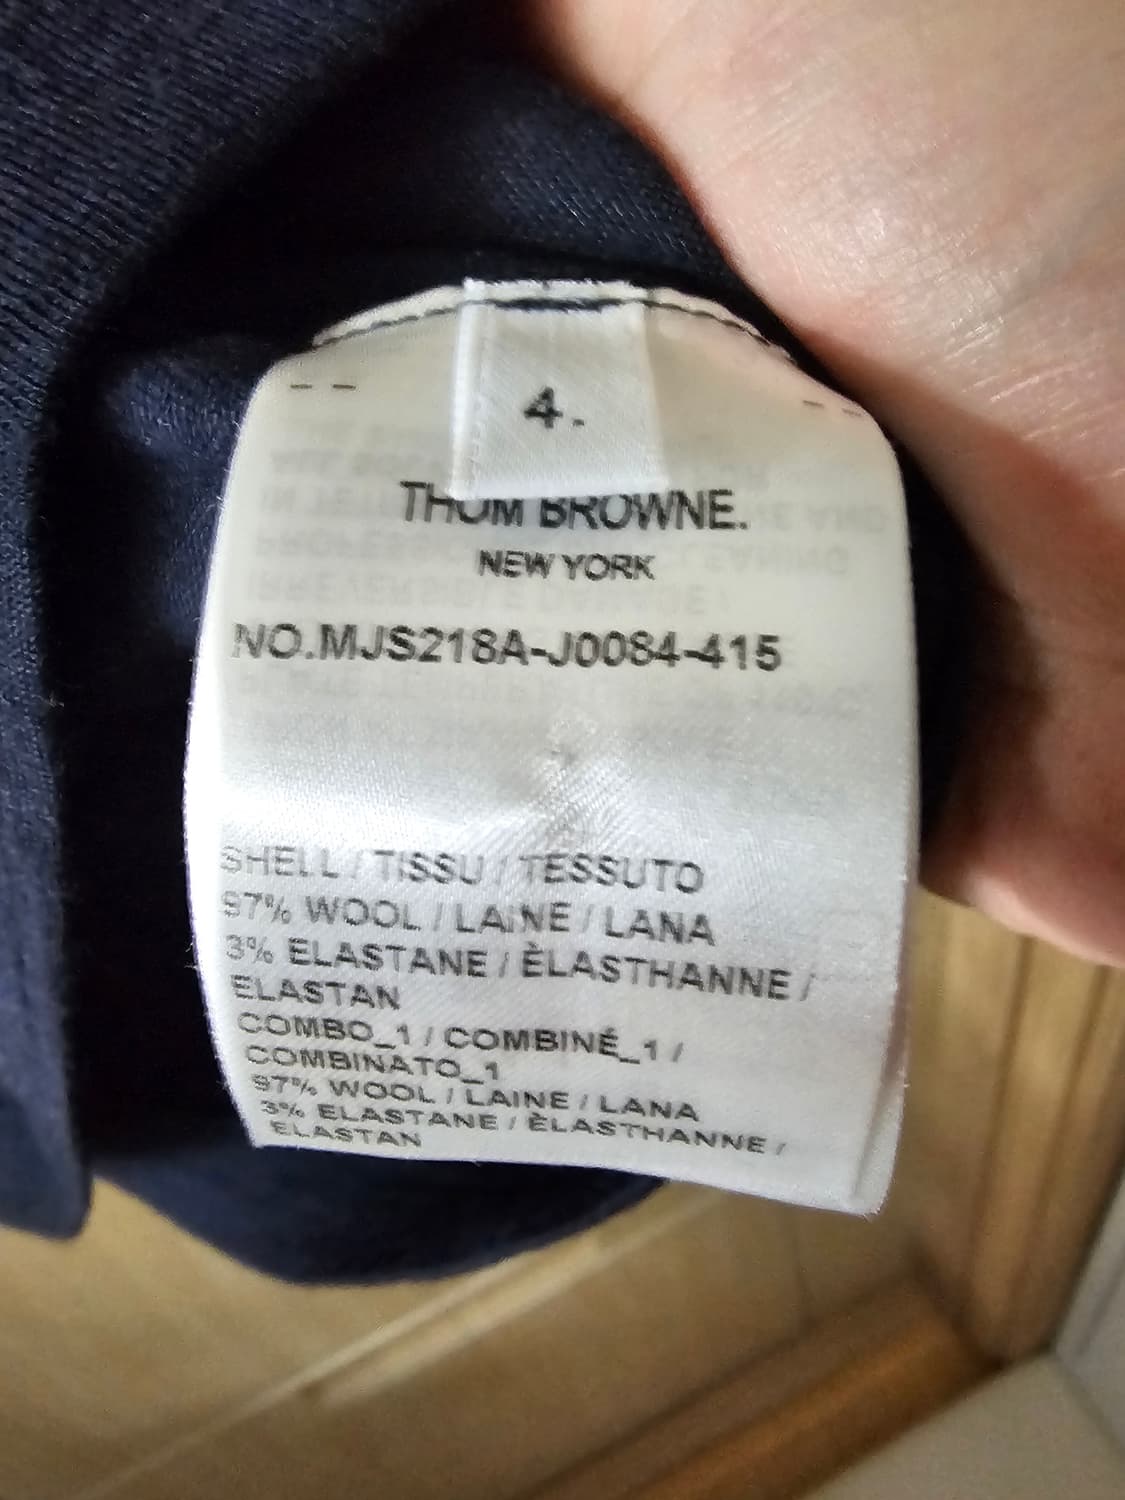 4.
THOM BROWNE.
NEW YORK
NO.MJS218A-J0084-415
SHELL / TISSU / TESSUTO
97% WOOL / LAINE / LANA
3% ELASTANE / ÈLASTHANNE /
ELASTAN
COMBO_1 / COMBINÉ_1 /
COMBINATO_1
97% WOOL / LAINE / LANA
3% ELASTANE / ÈLASTHANNE /
ELASTAN